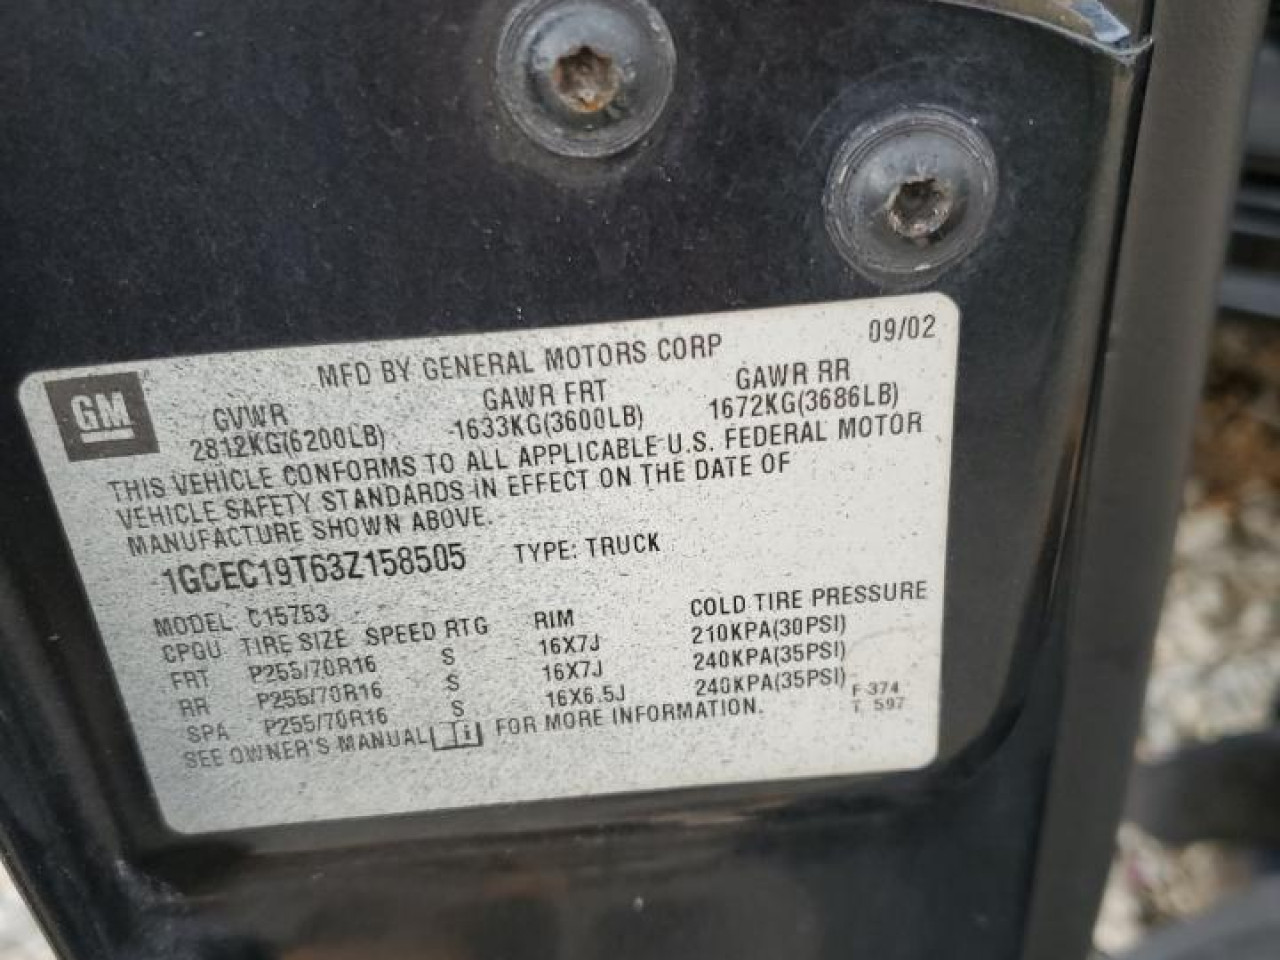 09/02
MFD BY GENERAL MOTORS CORP
GM
GVWR GAWR FRT GAWR RR
2812KG(6200LB) 1633KG(3600LB) 1672KG(3686LB)
THIS VEHICLE CONFORMS TO ALL APPLICABLE U.S. FEDERAL MOTOR
VEHICLE SAFETY STANDARDS IN EFFECT ON THE DATE OF
MANUFACTURE SHOWN ABOVE.
1GCEC19T63Z158505 TYPE: TRUCK
MODEL C15753
CPGU TIRE SIZE SPEED RTG RIM COLD TIRE PRESSURE
FRT P255/70R16 S 16X7J 210KPA(30PSI)
RR P255/70R16 S 16X7J 240KPA(35PSI)
SPA P255/70R16 S 16X6.5J 240KPA(35PSI)
SEE OWNER'S MANUAL FOR MORE INFORMATION.
F 374
T 597